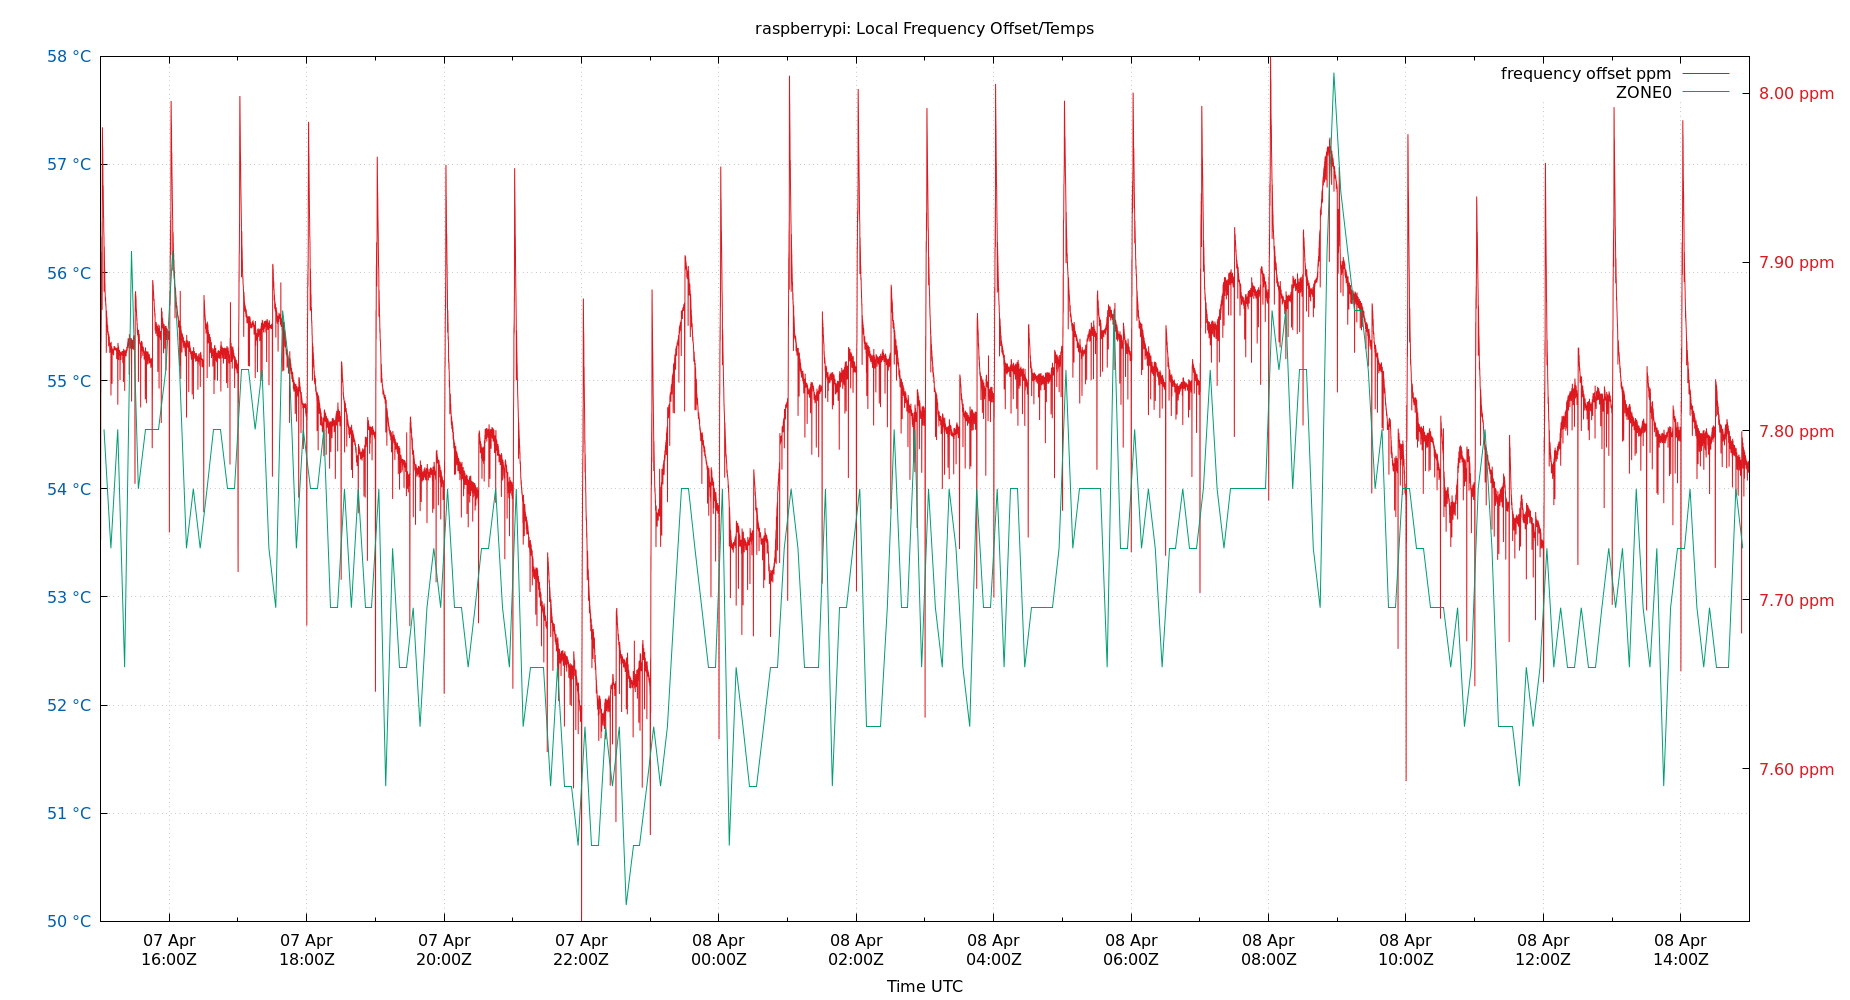 raspberrypi: Local Frequency Offset/Temps
58 °C
57 °C
56 °C
55 °C
54 °C
53 °C
52 °C
51 °C
50 °C
frequency offset ppm
ZONE0
8.00 ppm
7.90 ppm
7.80 ppm
7.70 ppm
7.60 ppm
07 Apr
16:00Z
07 Apr
18:00Z
07 Apr
20:00Z
07 Apr
22:00Z
08 Apr
00:00Z
08 Apr
02:00Z
08 Apr
04:00Z
08 Apr
06:00Z
08 Apr
08:00Z
08 Apr
10:00Z
08 Apr
12:00Z
08 Apr
14:00Z
Time UTC